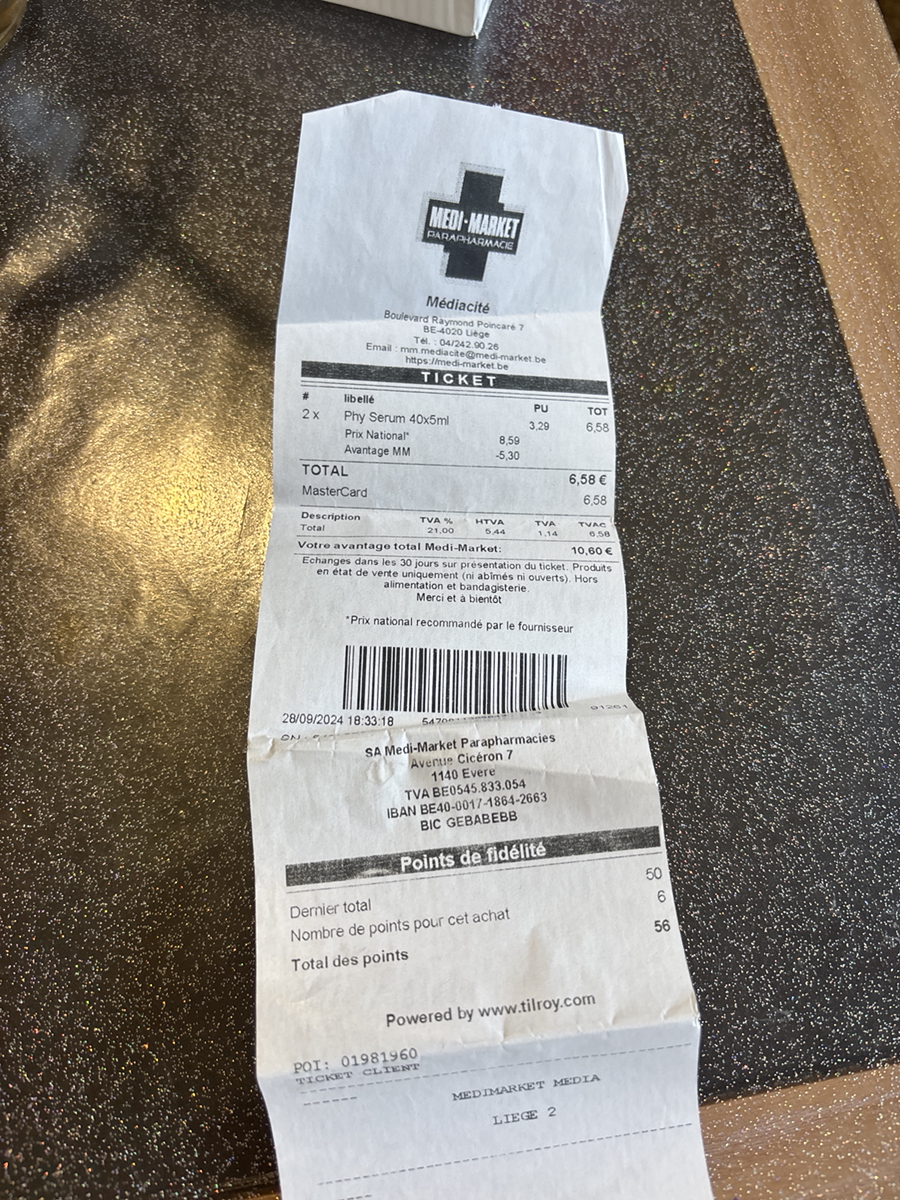 MEDI-MARKET
PARAPHARMACIE
Médiacité
Boulevard Raymond Poincaré 7
BE-4020 Liège
Tél. : 04/242.90.26
Email : mm.mediacite@medi-market.be
https://medi-market.be
TICKET
# libellé PU TOT
2 x Phy Serum 40x5ml 3,29 6,58
Prix National* 8,59
Avantage MM -5,30
TOTAL 6,58 €
MasterCard 6,58
Description TVA % HTVA TVA TVAC
Total 21,00 5,44 1,14 6,58
Votre avantage total Medi-Market: 10,60 €
Echanges dans les 30 jours sur présentation du ticket. Produits
en état de vente uniquement (ni abîmés ni ouverts). Hors
alimentation et bandagisterie.
Merci et à bientôt
*Prix national recommandé par le fournisseur
28/09/2024 18:33:18
SA Medi-Market Parapharmacies
Avenue Cicéron 7
1140 Evere
TVA BE0545.833.054
IBAN BE40-0017-1864-2663
BIC GEBABEBB
Points de fidélité
Dernier total 50
Nombre de points pour cet achat 6
Total des points 56
Powered by www.tilroy.com
POI: 01981960
TICKET CLIENT
MEDIMARKET MEDIA
LIEGE 2